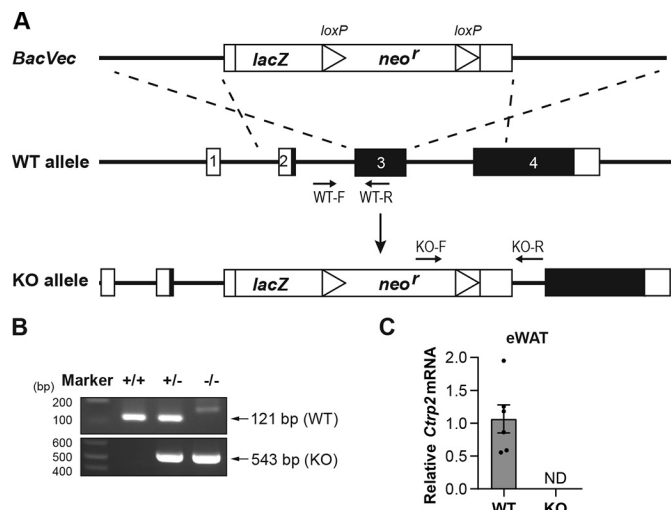 A
loxP loxP
BacVec lacZ neoʳ
WT allele 1 2 3 4
WT-F WT-R
KO-F KO-R
KO allele lacZ neoʳ
B
(bp) Marker +/+ +/- -/-
200
100 121 bp (WT)
600
500 543 bp (KO)
400
C
eWAT
Relative Ctrp2 mRNA
2.0
1.5
1.0
0.5
0.0
ND
WT KO